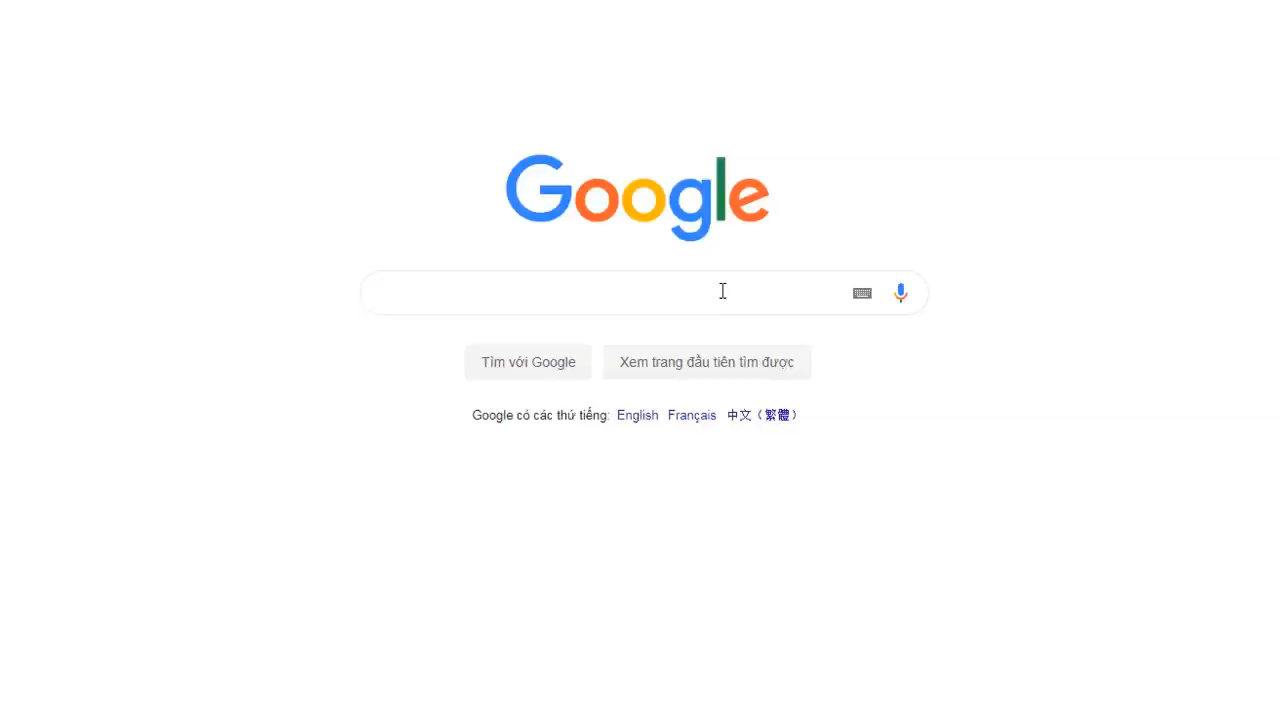 Google
Tìm với Google
Xem trang đầu tiên tìm được
Google có các thứ tiếng: English Français 中文（繁體）